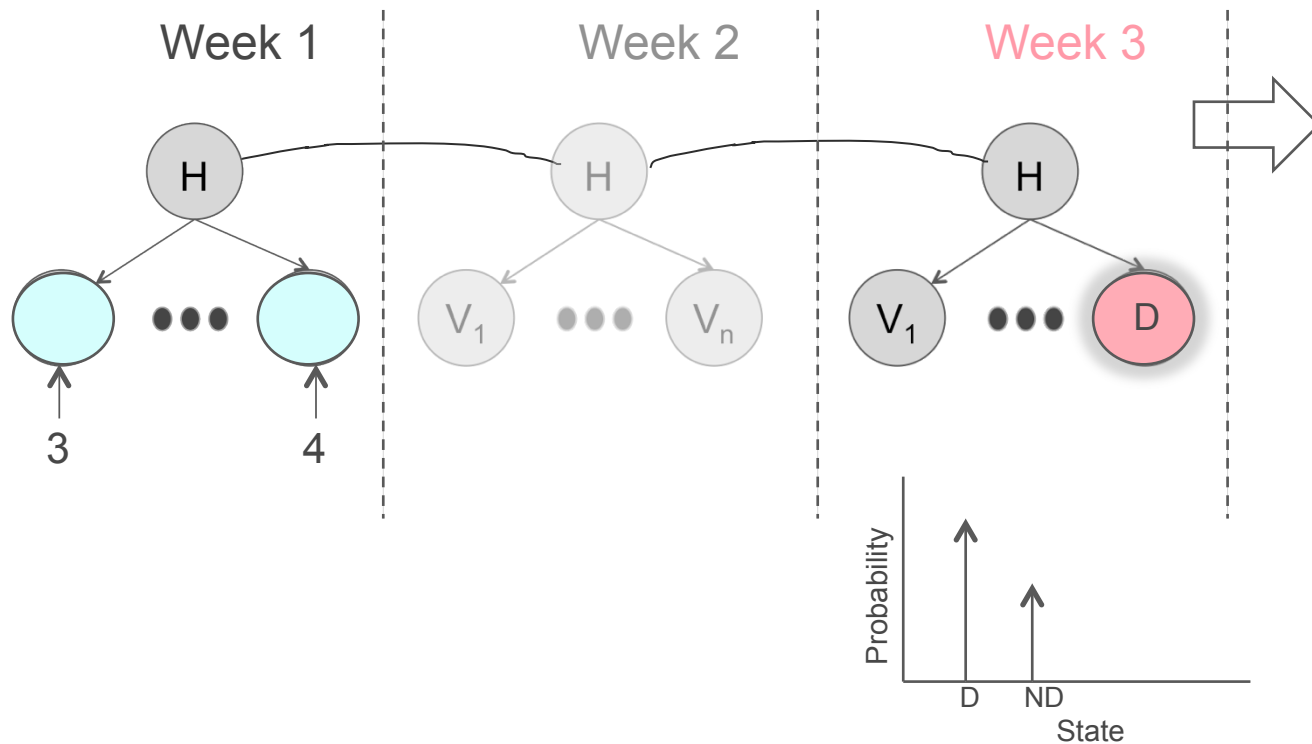 Week 1 Week 2 Week 3
H H H
V1 Vn V1 D
3 4
Probability
D ND
State